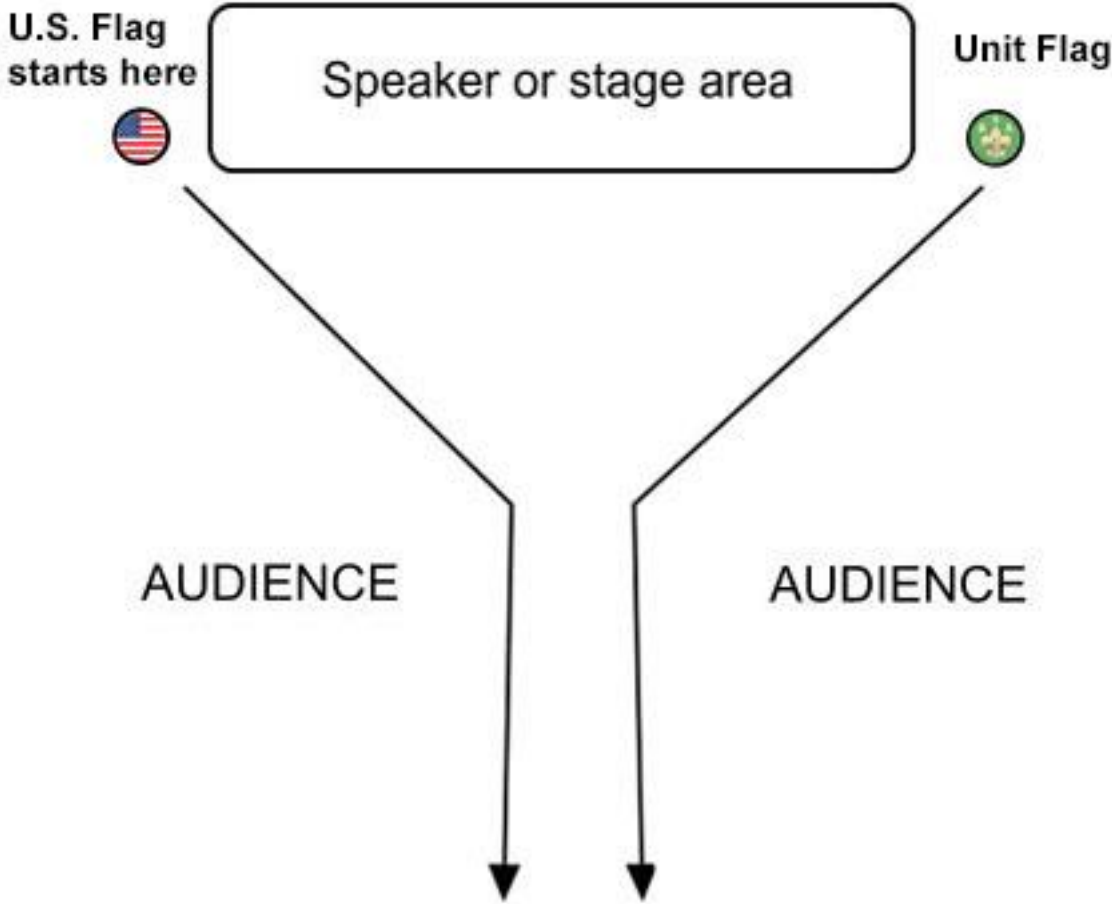 U.S. Flag
starts here
Speaker or stage area
Unit Flag
AUDIENCE
AUDIENCE